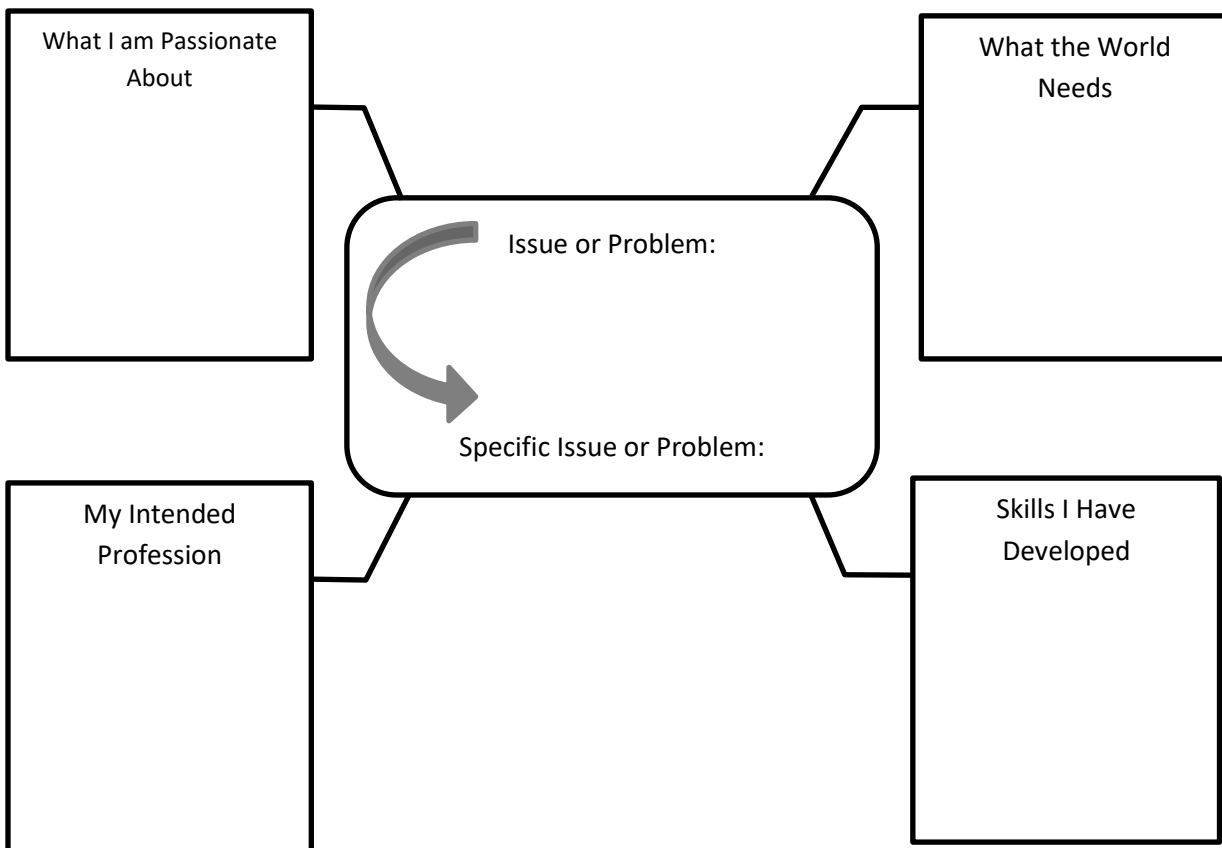 What I am Passionate
About
What the World
Needs
Issue or Problem:
Specific Issue or Problem:
My Intended
Profession
Skills I Have
Developed